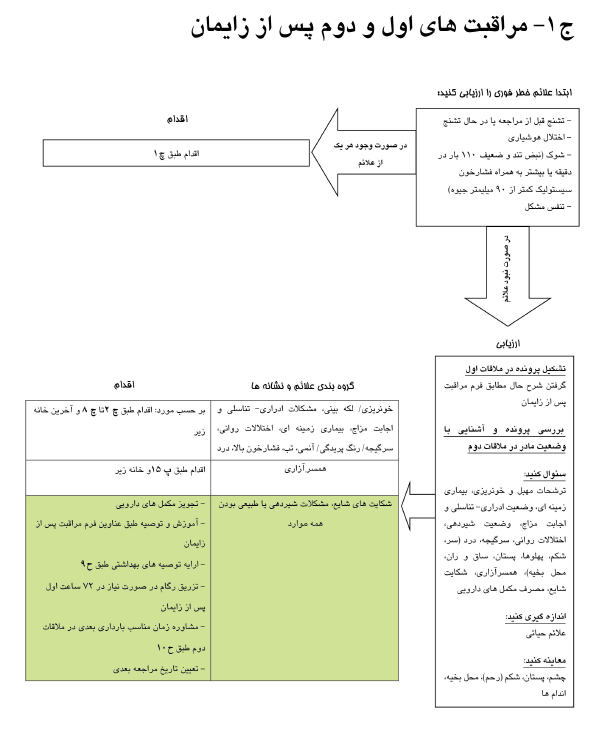 ج۱- مراقبت های اول و دوم پس از زایمان
ابتدا علائم خطر فوری را ارزیابی کنید:
- تشنج قبل از مراجعه یا در حال تشنج
- اختلال هوشیاری
- شوک (نبض تند و ضعیف ۱۱۰ بار در
دقیقه یا بیشتر به همراه فشارخون
سیستولیک کمتر از ۹۰ میلیمتر جیوه)
- تنفس مشکل
در صورت وجود هر یک
از علائم
اقدام
اقدام طبق چ۱
در صورت نبود علائم
ارزیابی
تشکیل پرونده در ملاقات اول
گرفتن شرح حال مطابق فرم مراقبت
پس از زایمان
بررسی پرونده و آشنایی با
وضعیت مادر در ملاقات دوم
سئوال کنید:
ترشحات مهبل و خونریزی، بیماری
زمینه ای، وضعیت ادراری- تناسلی و
اجابت مزاج، وضعیت شیردهی،
اختلالات روانی، سرگیجه، درد (سر،
شکم، پهلوها، پستان، ساق و ران،
محل بخیه)، همسرآزاری، شکایت
شایع، مصرف مکمل های دارویی
اندازه گیری کنید:
علائم حیاتی
معاینه کنید:
چشم، پستان، شکم (رحم)، محل بخیه،
اندام ها
گروه بندی علائم و نشانه ها
اقدام
خونریزی/ لکه بینی، مشکلات ادراری- تناسلی و
اجابت مزاج، بیماری زمینه ای، اختلالات روانی،
سرگیجه/ رنگ پریدگی/ آنمی، تب، فشارخون بالا، درد
بر حسب مورد: اقدام طبق چ ۲تا چ ۸ و آخرین خانه
زیر
همسرآزاری
اقدام طبق پ ۱۵و خانه زیر
شکایت های شایع، مشکلات شیردهی یا طبیعی بودن
همه موارد
- تجویز مکمل های دارویی
- آموزش و توصیه طبق عناوین فرم مراقبت پس از
زایمان
- ارایه توصیه های بهداشتی طبق ح۹
- تزریق رگام در صورت نیاز در ۷۲ ساعت اول
پس از زایمان
- مشاوره زمان مناسب بارداری بعدی در ملاقات
دوم طبق ح۱۰
- تعیین تاریخ مراجعه بعدی